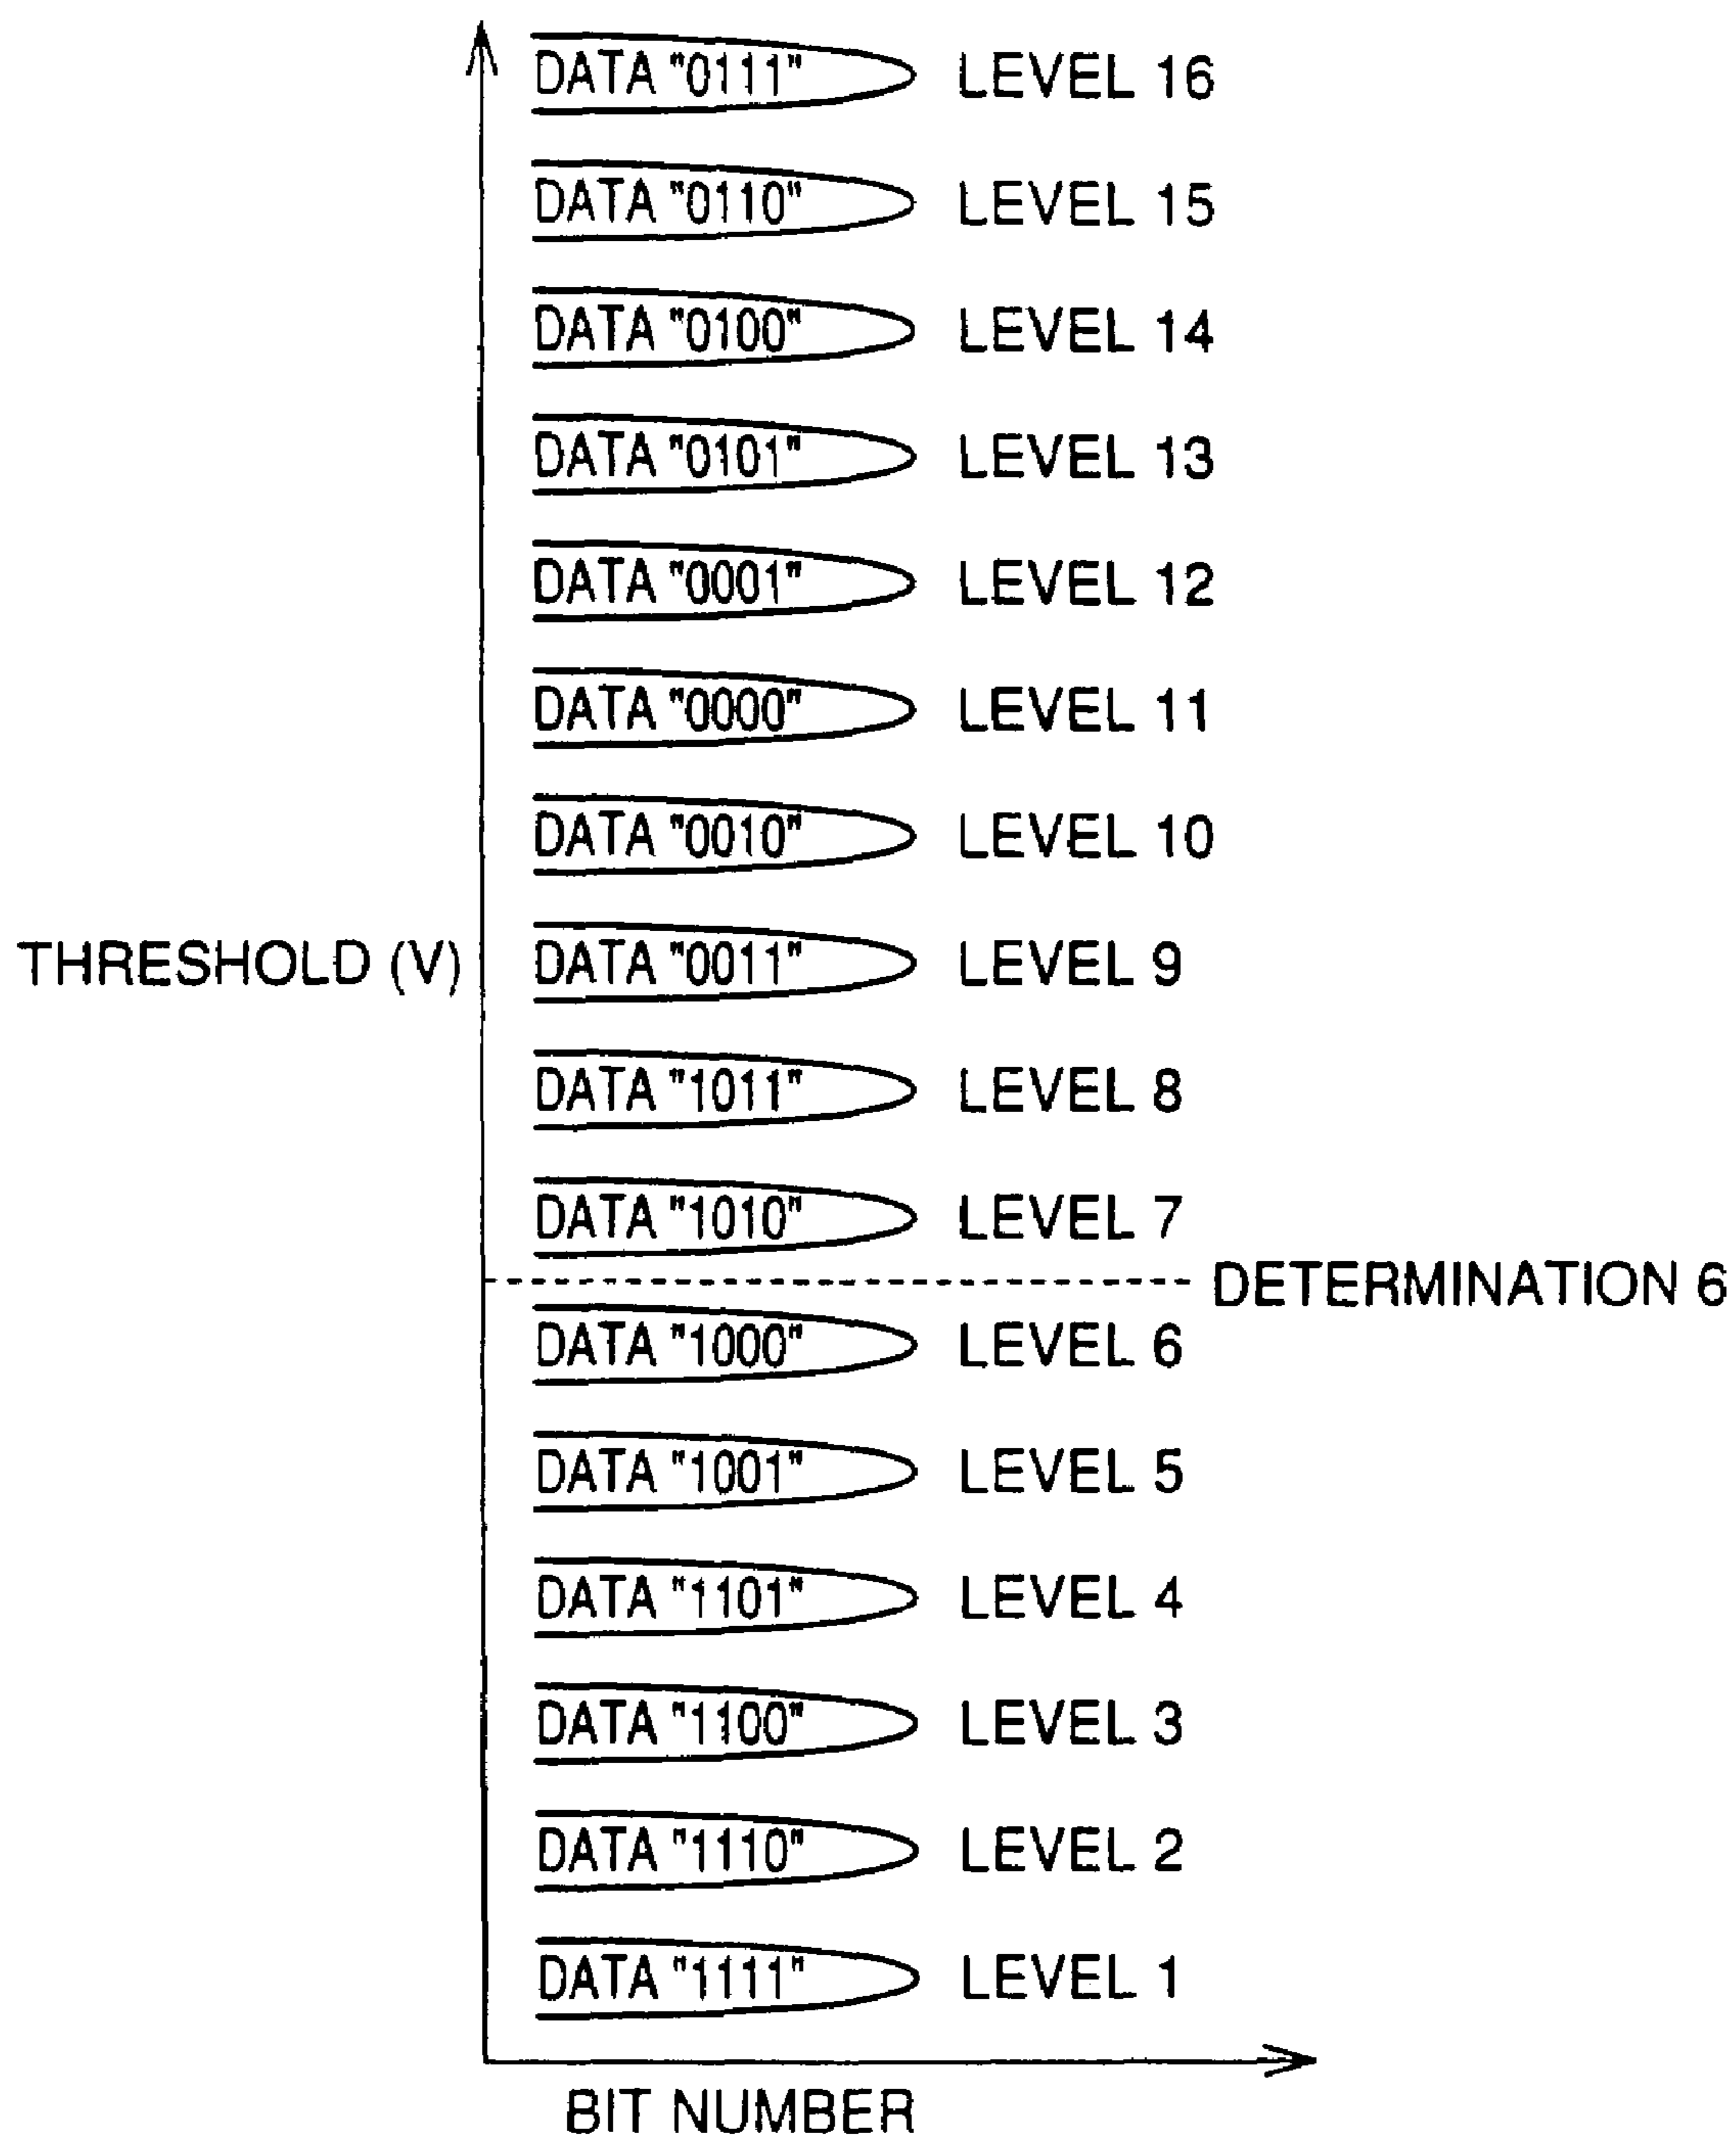 DATA "0111" LEVEL 16
DATA "0110" LEVEL 15
DATA "0100" LEVEL 14
DATA "0101" LEVEL 13
DATA "0001" LEVEL 12
DATA "0000" LEVEL 11
DATA "0010" LEVEL 10
THRESHOLD (V) DATA "0011" LEVEL 9
DATA "1011" LEVEL 8
DATA "1010" LEVEL 7
DETERMINATION 6
DATA "1000" LEVEL 6
DATA "1001" LEVEL 5
DATA "1101" LEVEL 4
DATA "1100" LEVEL 3
DATA "1110" LEVEL 2
DATA "1111" LEVEL 1
BIT NUMBER